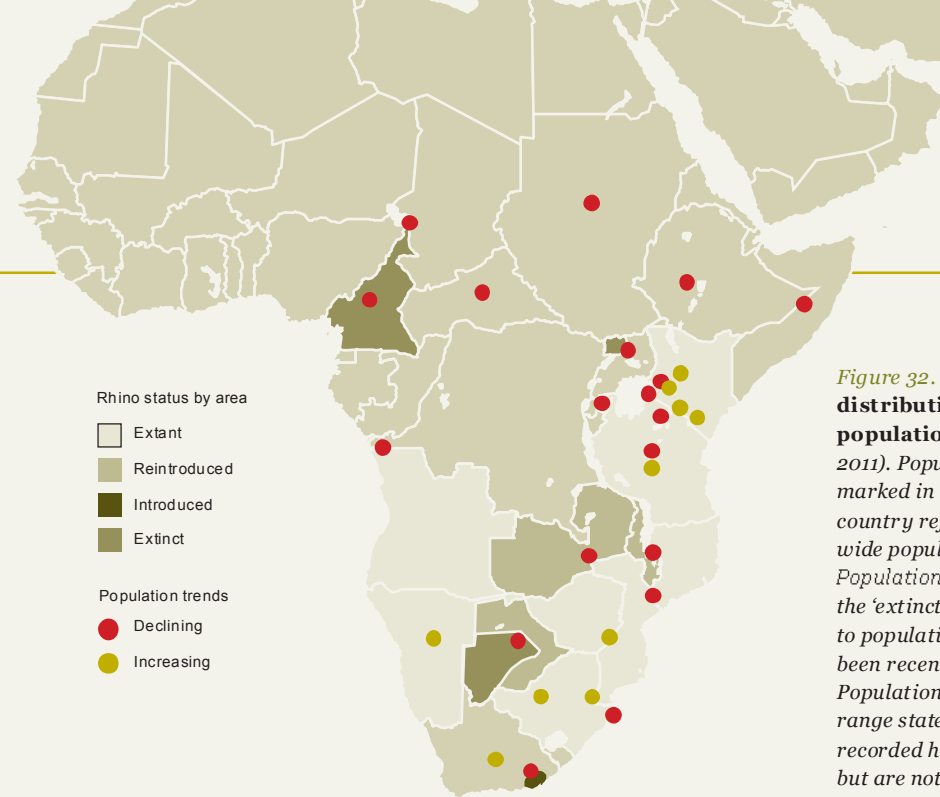 Rhino status by area
Extant
Reintroduced
Introduced
Extinct
Population trends
Declining
Increasing
Figure 32.
distributi
populatio
2011). Popu
marked in
country re
wide popul
Population
the ‘extinct
to populati
been recen
Population
range state
recorded h
but are not